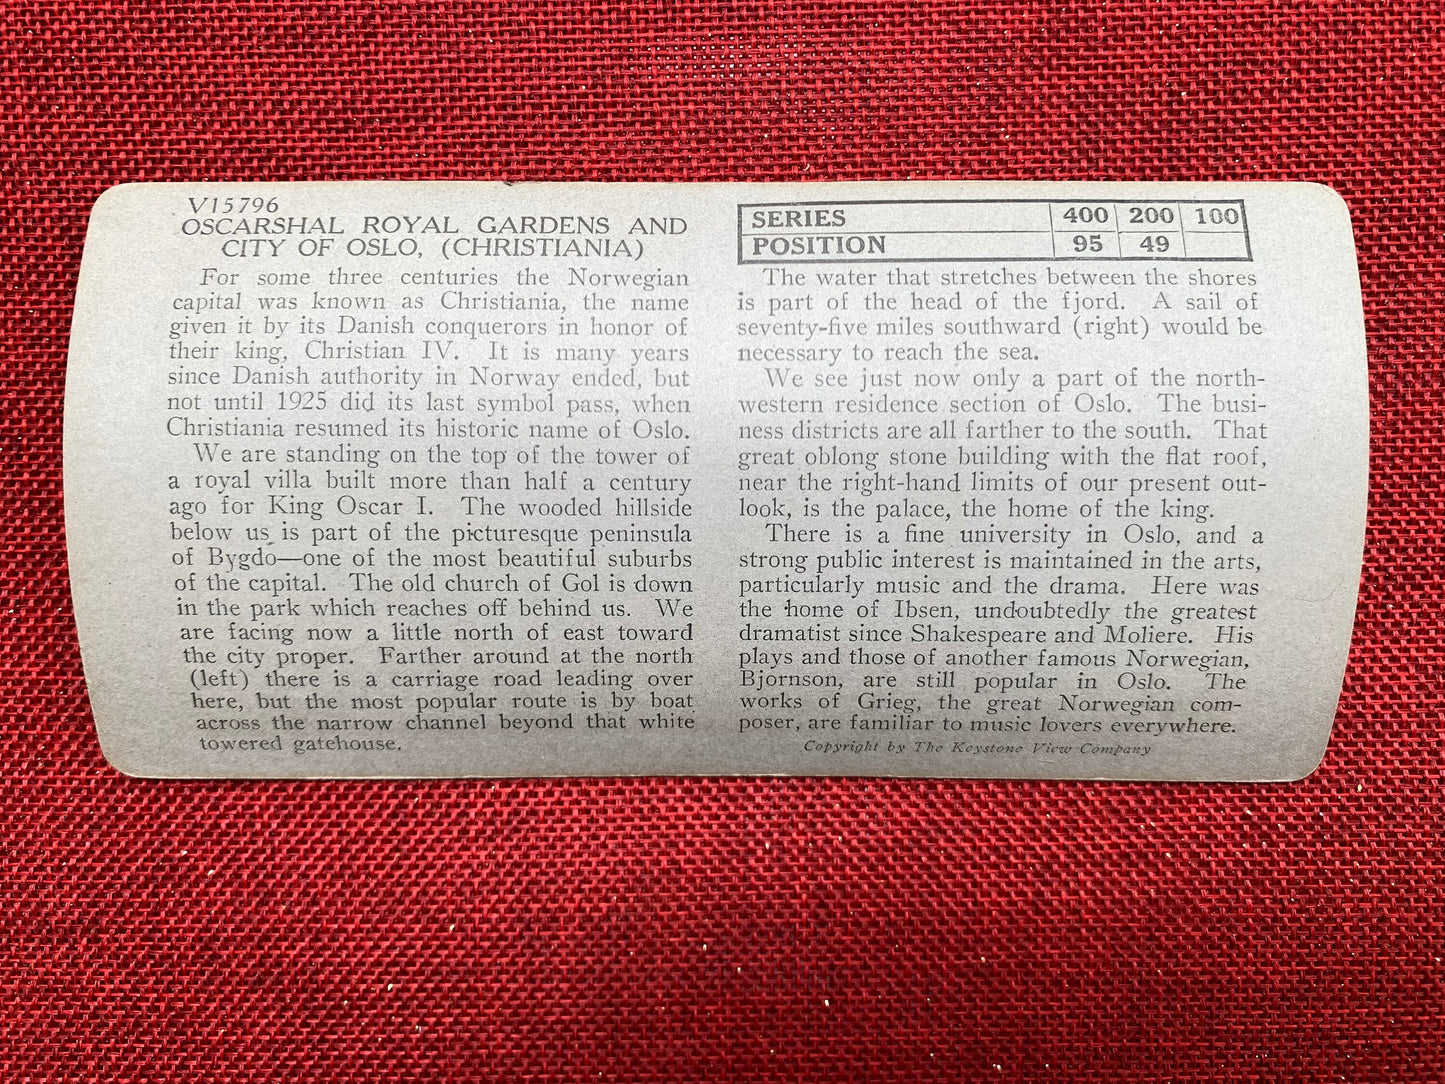 V15796
OSCARSHAL ROYAL GARDENS AND
CITY OF OSLO, (CHRISTIANIA)
For some three centuries the Norwegian
capital was known as Christiania, the name
given it by its Danish conquerors in honor of
their king, Christian IV. It is many years
since Danish authority in Norway ended, but
not until 1925 did its last symbol pass, when
Christiania resumed its historic name of Oslo.
We are standing on the top of the tower of
a royal villa built more than half a century
ago for King Oscar I. The wooded hillside
below us is part of the picturesque peninsula
of Bygdo—one of the most beautiful suburbs
of the capital. The old church of Gol is down
in the park which reaches off behind us. We
are facing now a little north of east toward
the city proper. Farther around at the north
(left) there is a carriage road leading over
here, but the most popular route is by boat
across the narrow channel beyond that white
towered gatehouse.
SERIES 400 200 100
POSITION 95 49
The water that stretches between the shores
is part of the head of the fjord. A sail of
seventy-five miles southward (right) would be
necessary to reach the sea.
We see just now only a part of the north-
western residence section of Oslo. The busi-
ness districts are all farther to the south. That
great oblong stone building with the flat roof,
near the right-hand limits of our present out-
look, is the palace, the home of the king.
There is a fine university in Oslo, and a
strong public interest is maintained in the arts,
particularly music and the drama. Here was
the home of Ibsen, undoubtedly the greatest
dramatist since Shakespeare and Moliere. His
plays and those of another famous Norwegian,
Bjornson, are still popular in Oslo. The
works of Grieg, the great Norwegian com-
poser, are familiar to music lovers everywhere.
Copyright by The Keystone View Company